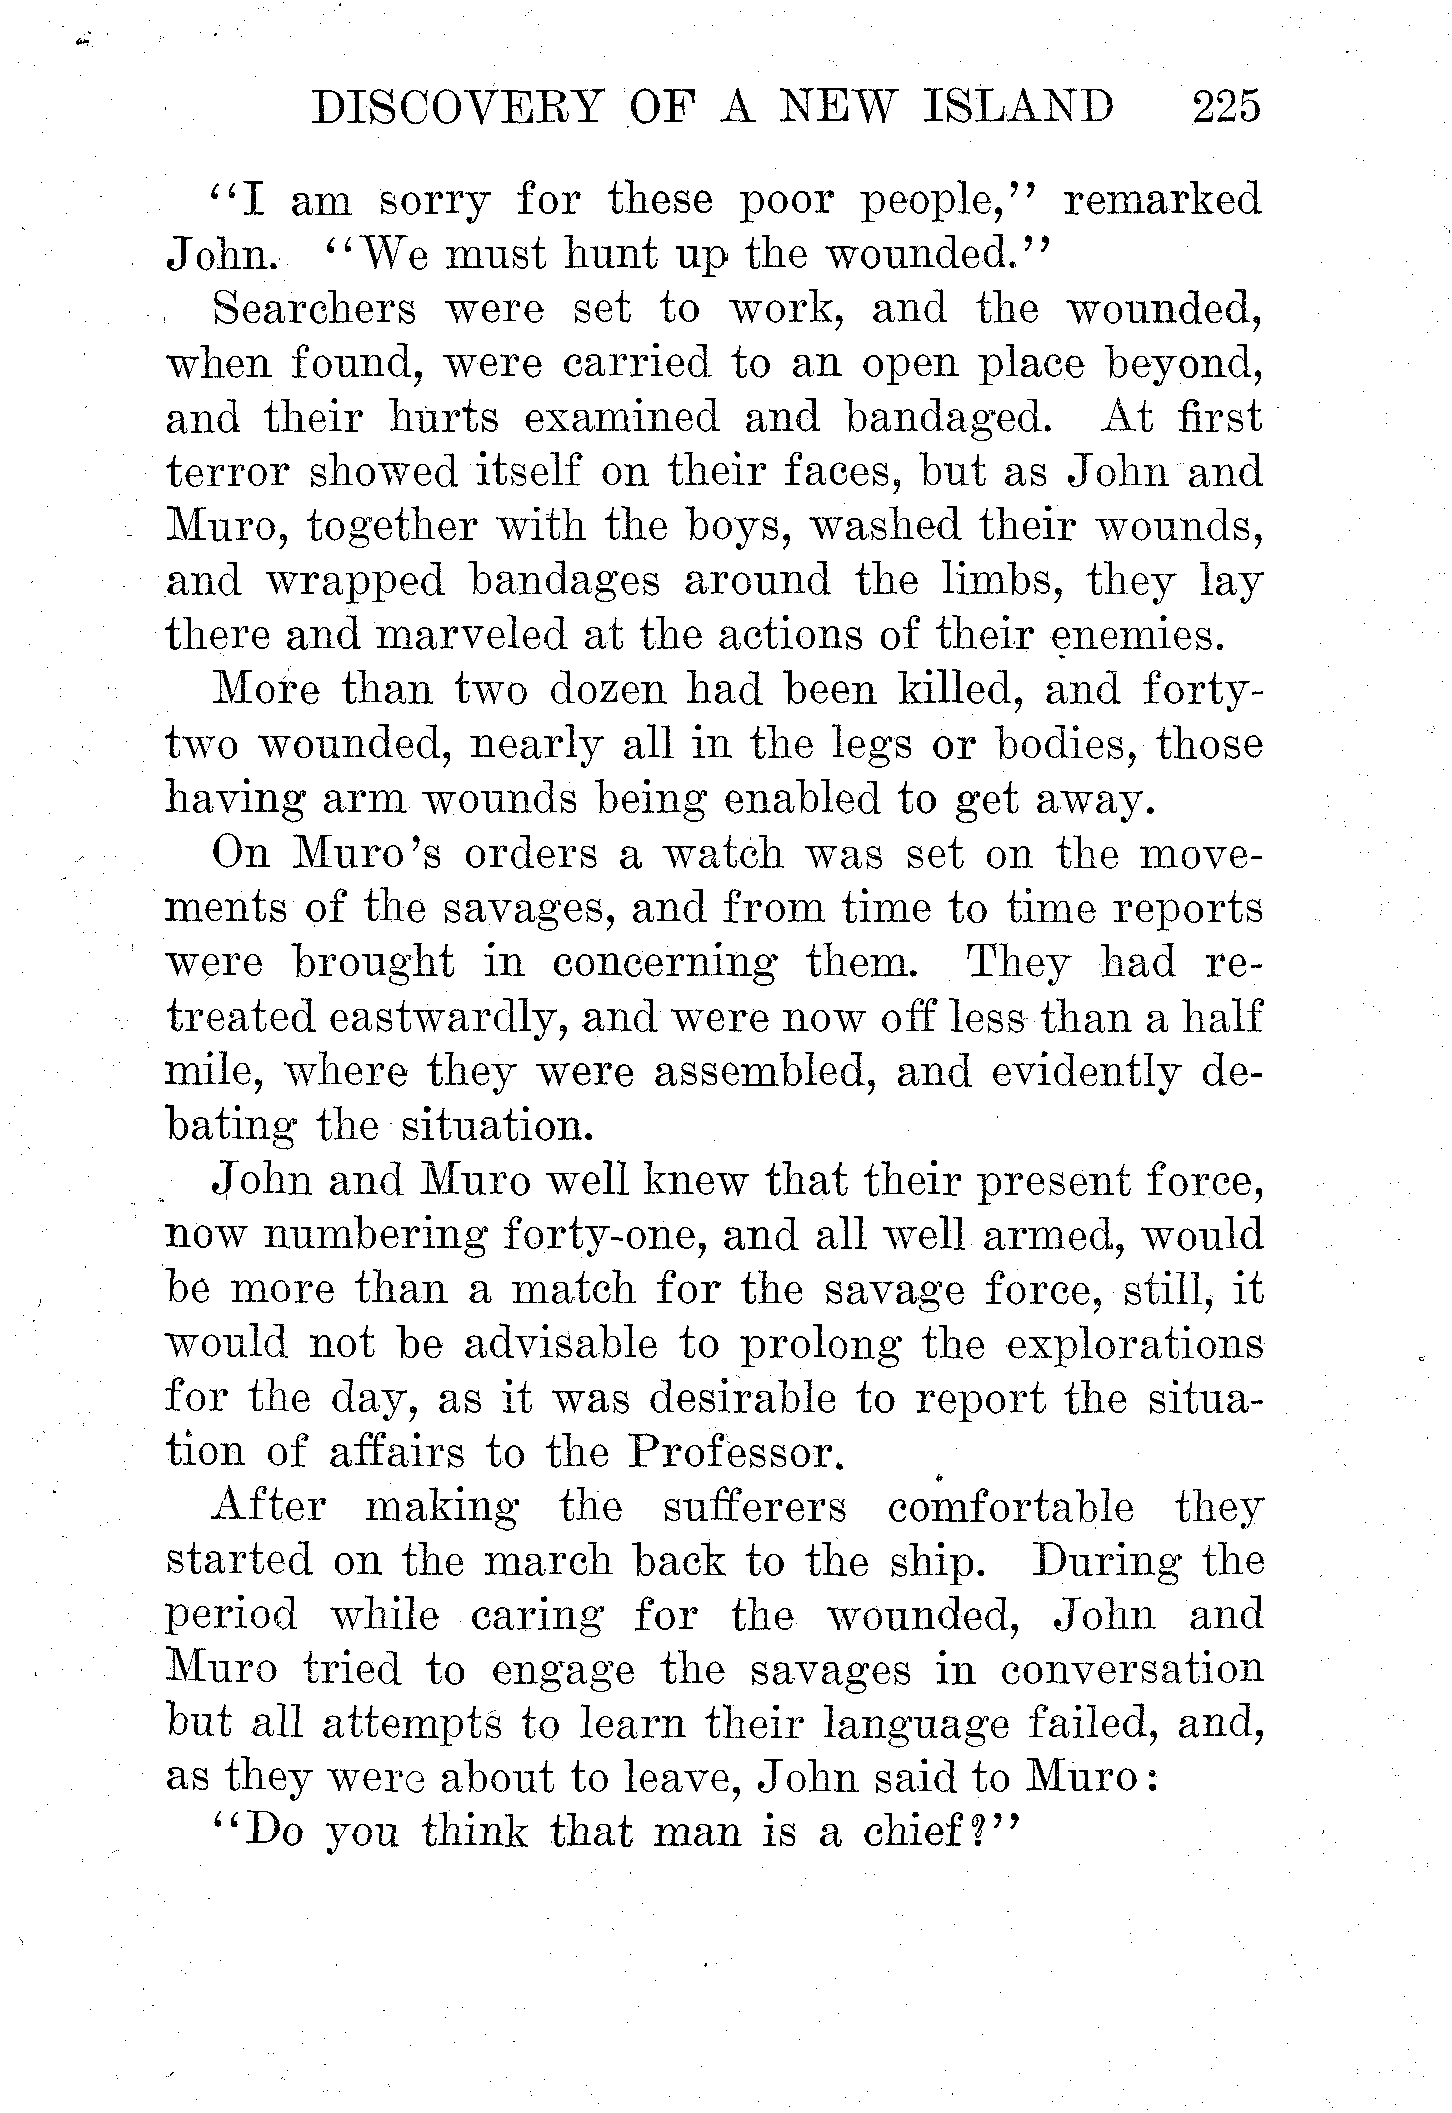 DISCOVERY OF A NEW ISLAND 225
"I am sorry for these poor people," remarked
John. "We must hunt up the wounded."
Searchers were set to work, and the wounded,
when found, were carried to an open place beyond,
and their hurts examined and bandaged. At first
terror showed itself on their faces, but as John and
Muro, together with the boys, washed their wounds,
and wrapped bandages around the limbs, they lay
there and marveled at the actions of their enemies.
More than two dozen had been killed, and forty-
two wounded, nearly all in the legs or bodies, those
having arm wounds being enabled to get away.
On Muro's orders a watch was set on the move-
ments of the savages, and from time to time reports
were brought in concerning them. They had re-
treated eastwardly, and were now off less than a half
mile, where they were assembled, and evidently de-
bating the situation.
John and Muro well knew that their present force,
now numbering forty-one, and all well armed, would
be more than a match for the savage force, still, it
would not be advisable to prolong the explorations
for the day, as it was desirable to report the situa-
tion of affairs to the Professor.
After making the sufferers comfortable they
started on the march back to the ship. During the
period while caring for the wounded, John and
Muro tried to engage the savages in conversation
but all attempts to learn their language failed, and,
as they were about to leave, John said to Muro:
"Do you think that man is a chief?"